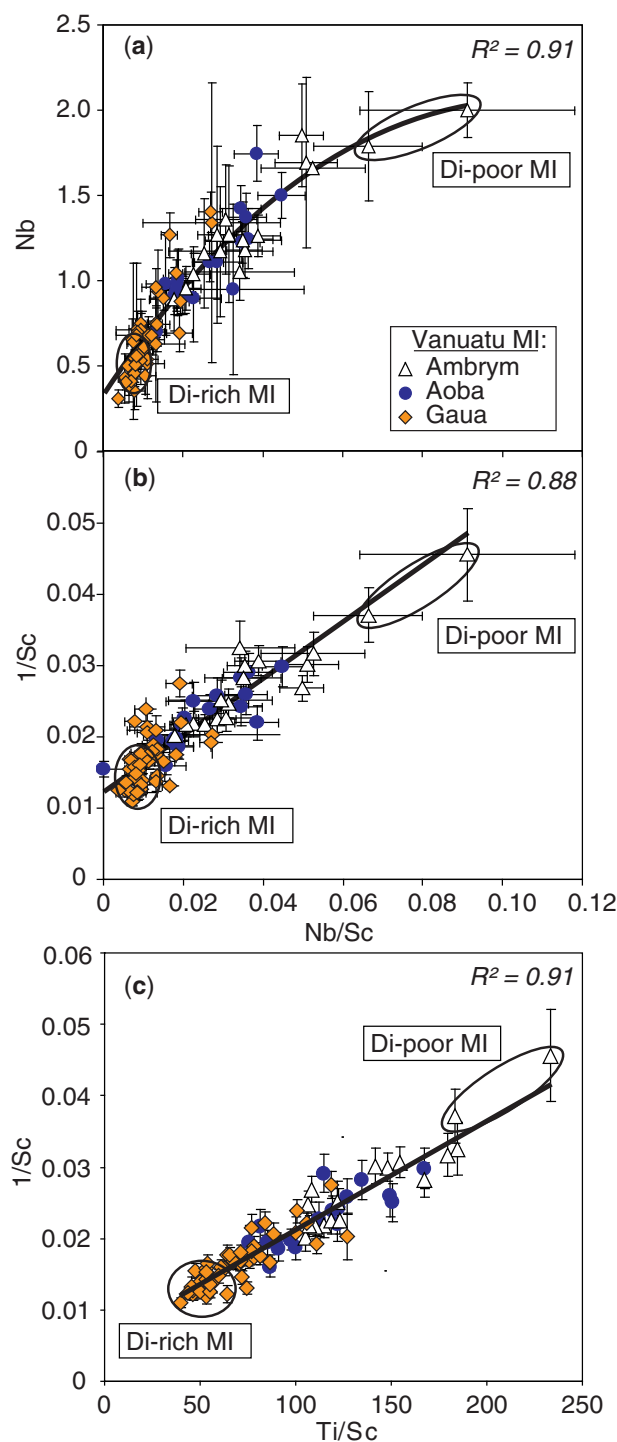 (a)
R² = 0.91
2.5
2.0
1.5
1.0
0.5
0
Nb
Di-poor MI
Di-rich MI
Vanuatu MI:
Ambrym
Aoba
Gaua
(b)
R² = 0.88
0.05
0.04
0.03
0.02
0.01
0
1/Sc
Di-poor MI
Di-rich MI
0 0.02 0.04 0.06 0.08 0.10 0.12
Nb/Sc
(c)
R² = 0.91
0.06
0.05
0.04
0.03
0.02
0.01
0.00
1/Sc
Di-poor MI
Di-rich MI
0 50 100 150 200 250
Ti/Sc